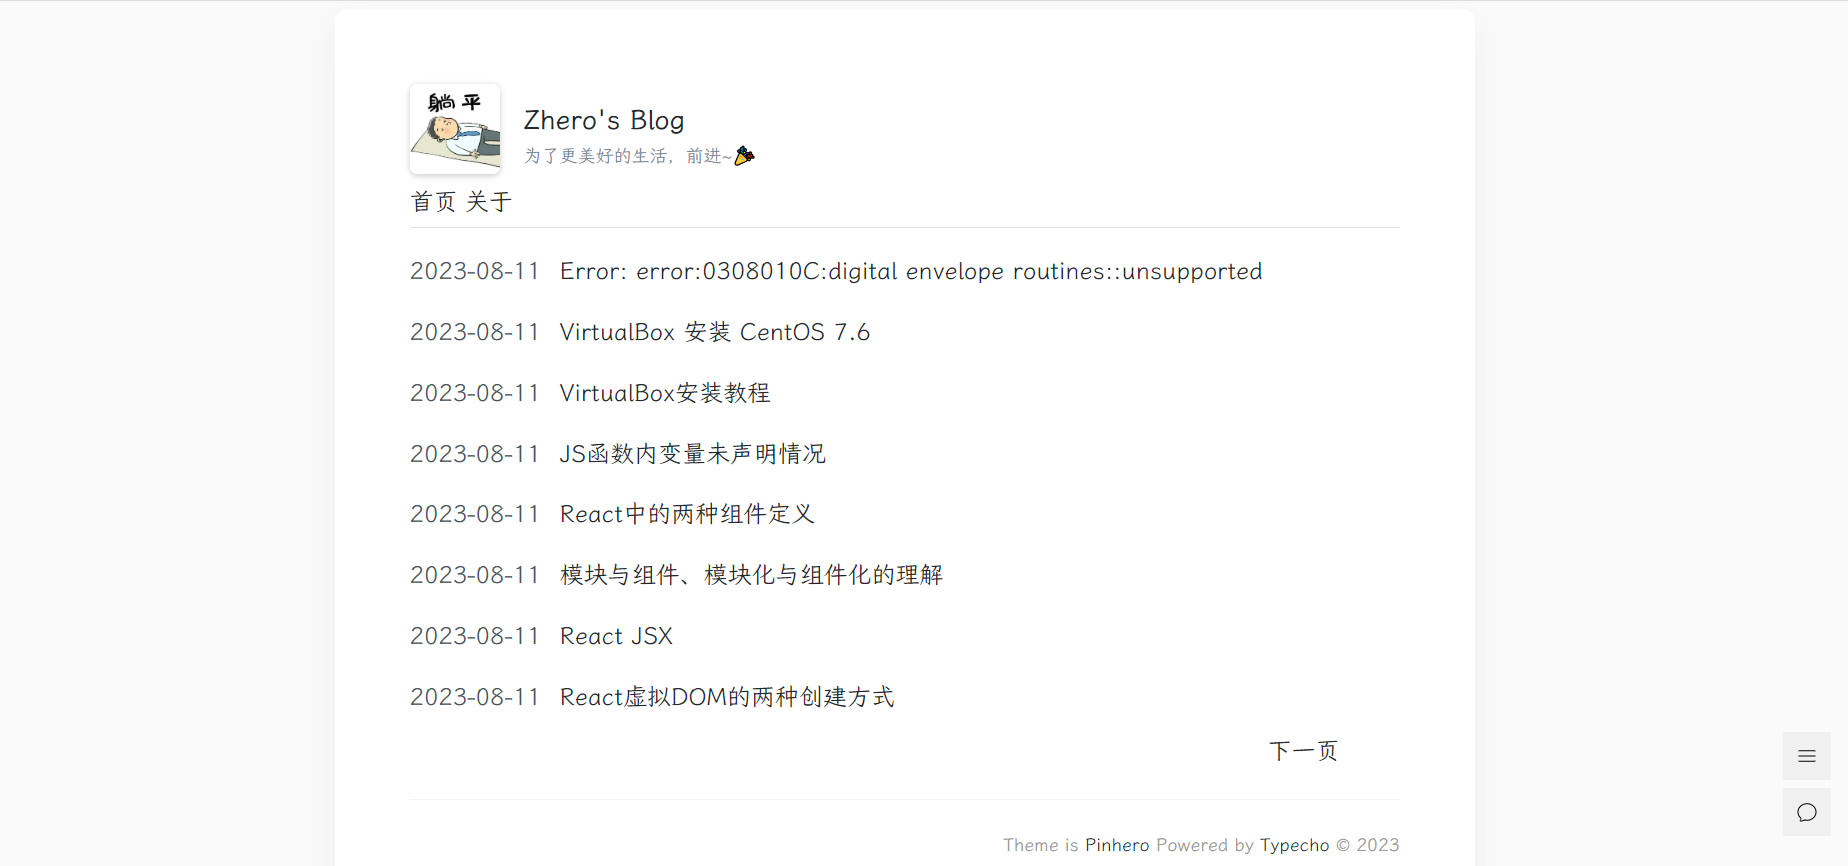 躺平
Zhero's Blog
为了更美好的生活，前进~🎉
首页 关于
2023-08-11 Error: error:0308010C:digital envelope routines::unsupported
2023-08-11 VirtualBox 安装 CentOS 7.6
2023-08-11 VirtualBox安装教程
2023-08-11 JS函数内变量未声明情况
2023-08-11 React中的两种组件定义
2023-08-11 模块与组件、模块化与组件化的理解
2023-08-11 React JSX
2023-08-11 React虚拟DOM的两种创建方式
下一页
Theme is Pinhero Powered by Typecho © 2023